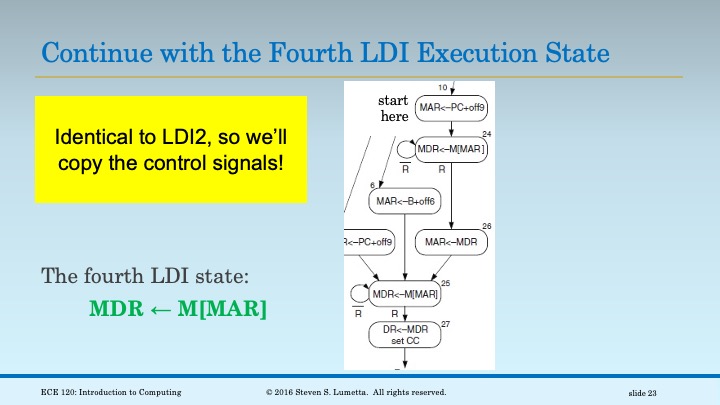 Continue with the Fourth LDI Execution State
Identical to LDI2, so we'll
copy the control signals!
The fourth LDI state:
MDR ← M[MAR]
start
here
10
MAR<-PC+off9
24
MDR<-M[MAR]
R
R
6
MAR<-B+off6
26
R<-PC+off9
MAR<-MDR
25
MDR<-M[MAR]
R
R
27
DR<-MDR
set CC
ECE 120: Introduction to Computing
© 2016 Steven S. Lumetta. All rights reserved.
slide 23